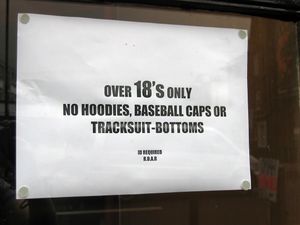 OVER 18's ONLY
NO HOODIES, BASEBALL CAPS OR
TRACKSUIT-BOTTOMS
ID REQUIRED
R.O.A.R